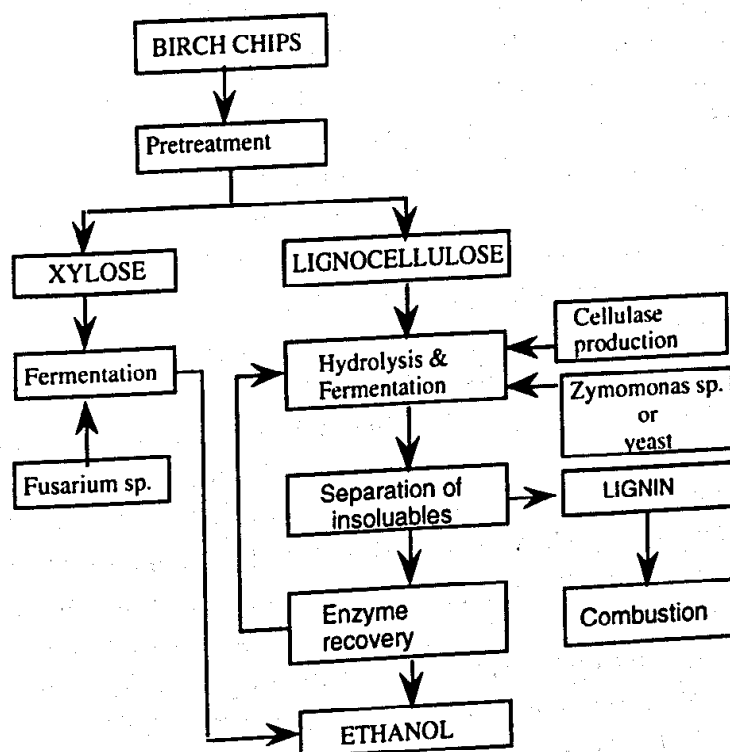 BIRCH CHIPS
Pretreatment
XYLOSE
LIGNOCELLULOSE
Cellulase
production
Hydrolysis &
Fermentation
Fermentation
Zymomonas sp.
or
yeast
Fusarium sp.
Separation of
insoluables
LIGNIN
Enzyme
recovery
Combustion
ETHANOL